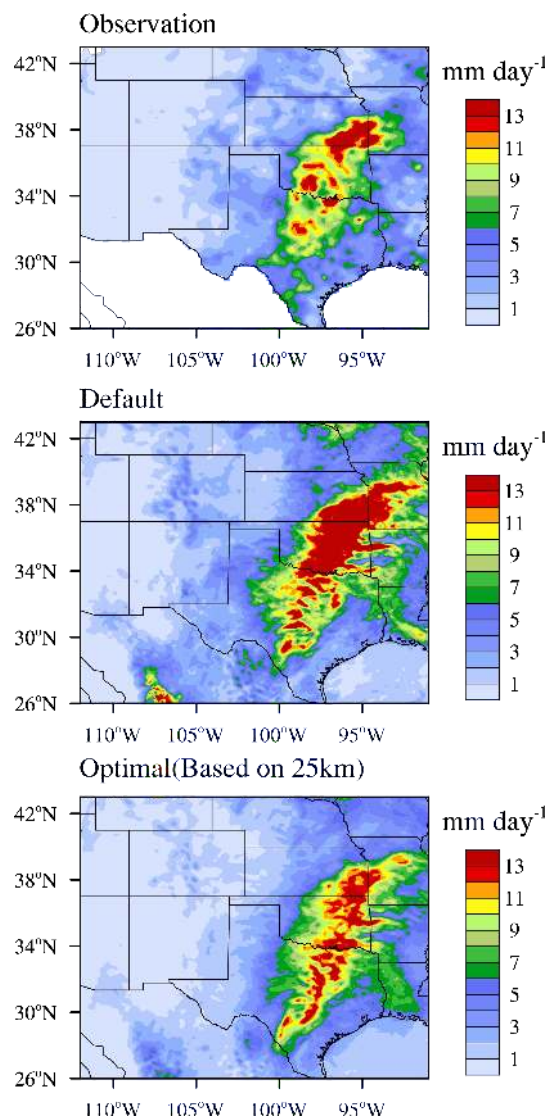 Observation
mm day-1
42°N
38°N
34°N
30°N
26°N
13
11
9
7
5
3
1
110°W 105°W 100°W 95°W
Default
mm day-1
42°N
38°N
34°N
30°N
26°N
13
11
9
7
5
3
1
110°W 105°W 100°W 95°W
Optimal(Based on 25km)
mm day-1
42°N
38°N
34°N
30°N
26°N
13
11
9
7
5
3
1
110°W 105°W 100°W 95°W